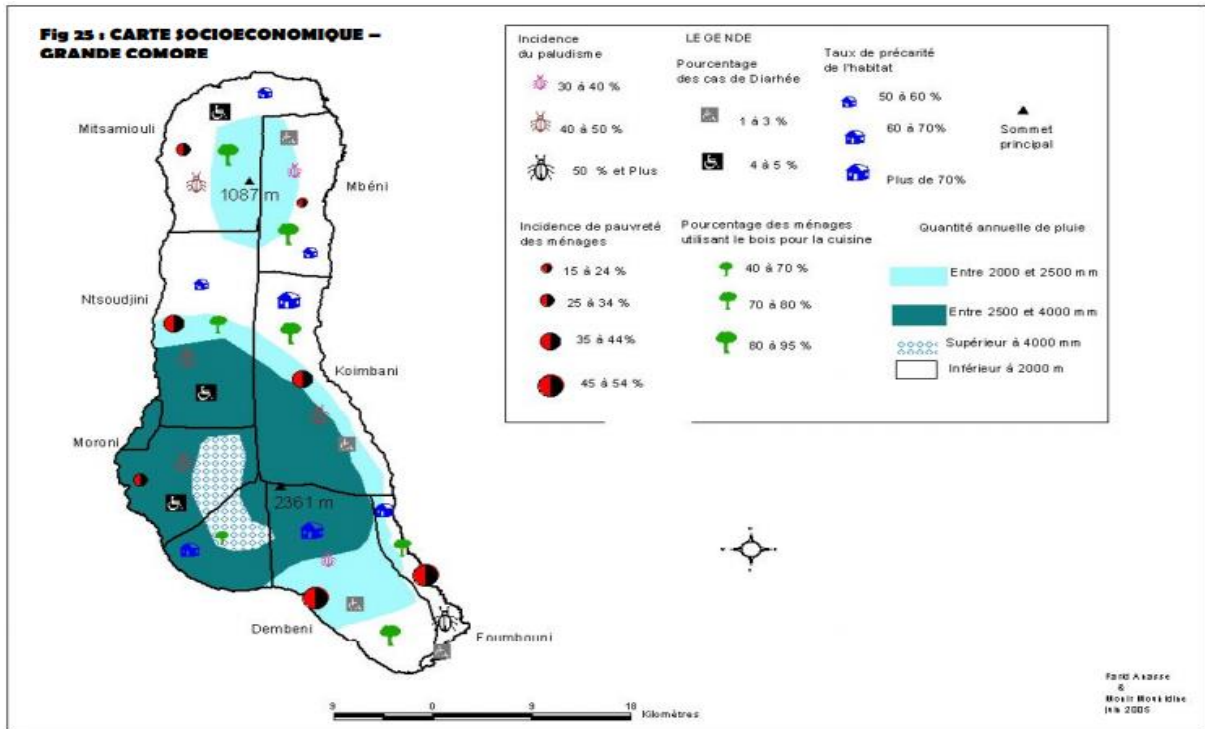 Fig 25 : CARTE SOCIOECONOMIQUE –
GRANDE COMORE
Mitsamiouli
Mbéni
1087 m
Ntsoudjini
Koimbani
Moroni
2361 m
Dembeni
Foumbouni
9 0 9 18
Kilomètres
LEGENDE
Incidence
du paludisme
30 à 40 %
40 à 50 %
50 % et Plus
Pourcentage
des cas de Diarhée
1 à 3 %
4 à 5 %
Taux de précarité
de l'habitat
50 à 60 %
60 à 70%
Plus de 70%
Sommet
principal
Incidence de pauvreté
des ménages
15 à 24 %
25 à 34 %
35 à 44%
45 à 54 %
Pourcentage des ménages
utilisant le bois pour la cuisine
40 à 70 %
70 à 80 %
80 à 95 %
Quantité annuelle de pluie
Entre 2000 et 2500 mm
Entre 2500 et 4000 mm
Supérieur à 4000 mm
Inférieur à 2000 m
Farid
&
Mouir
2005